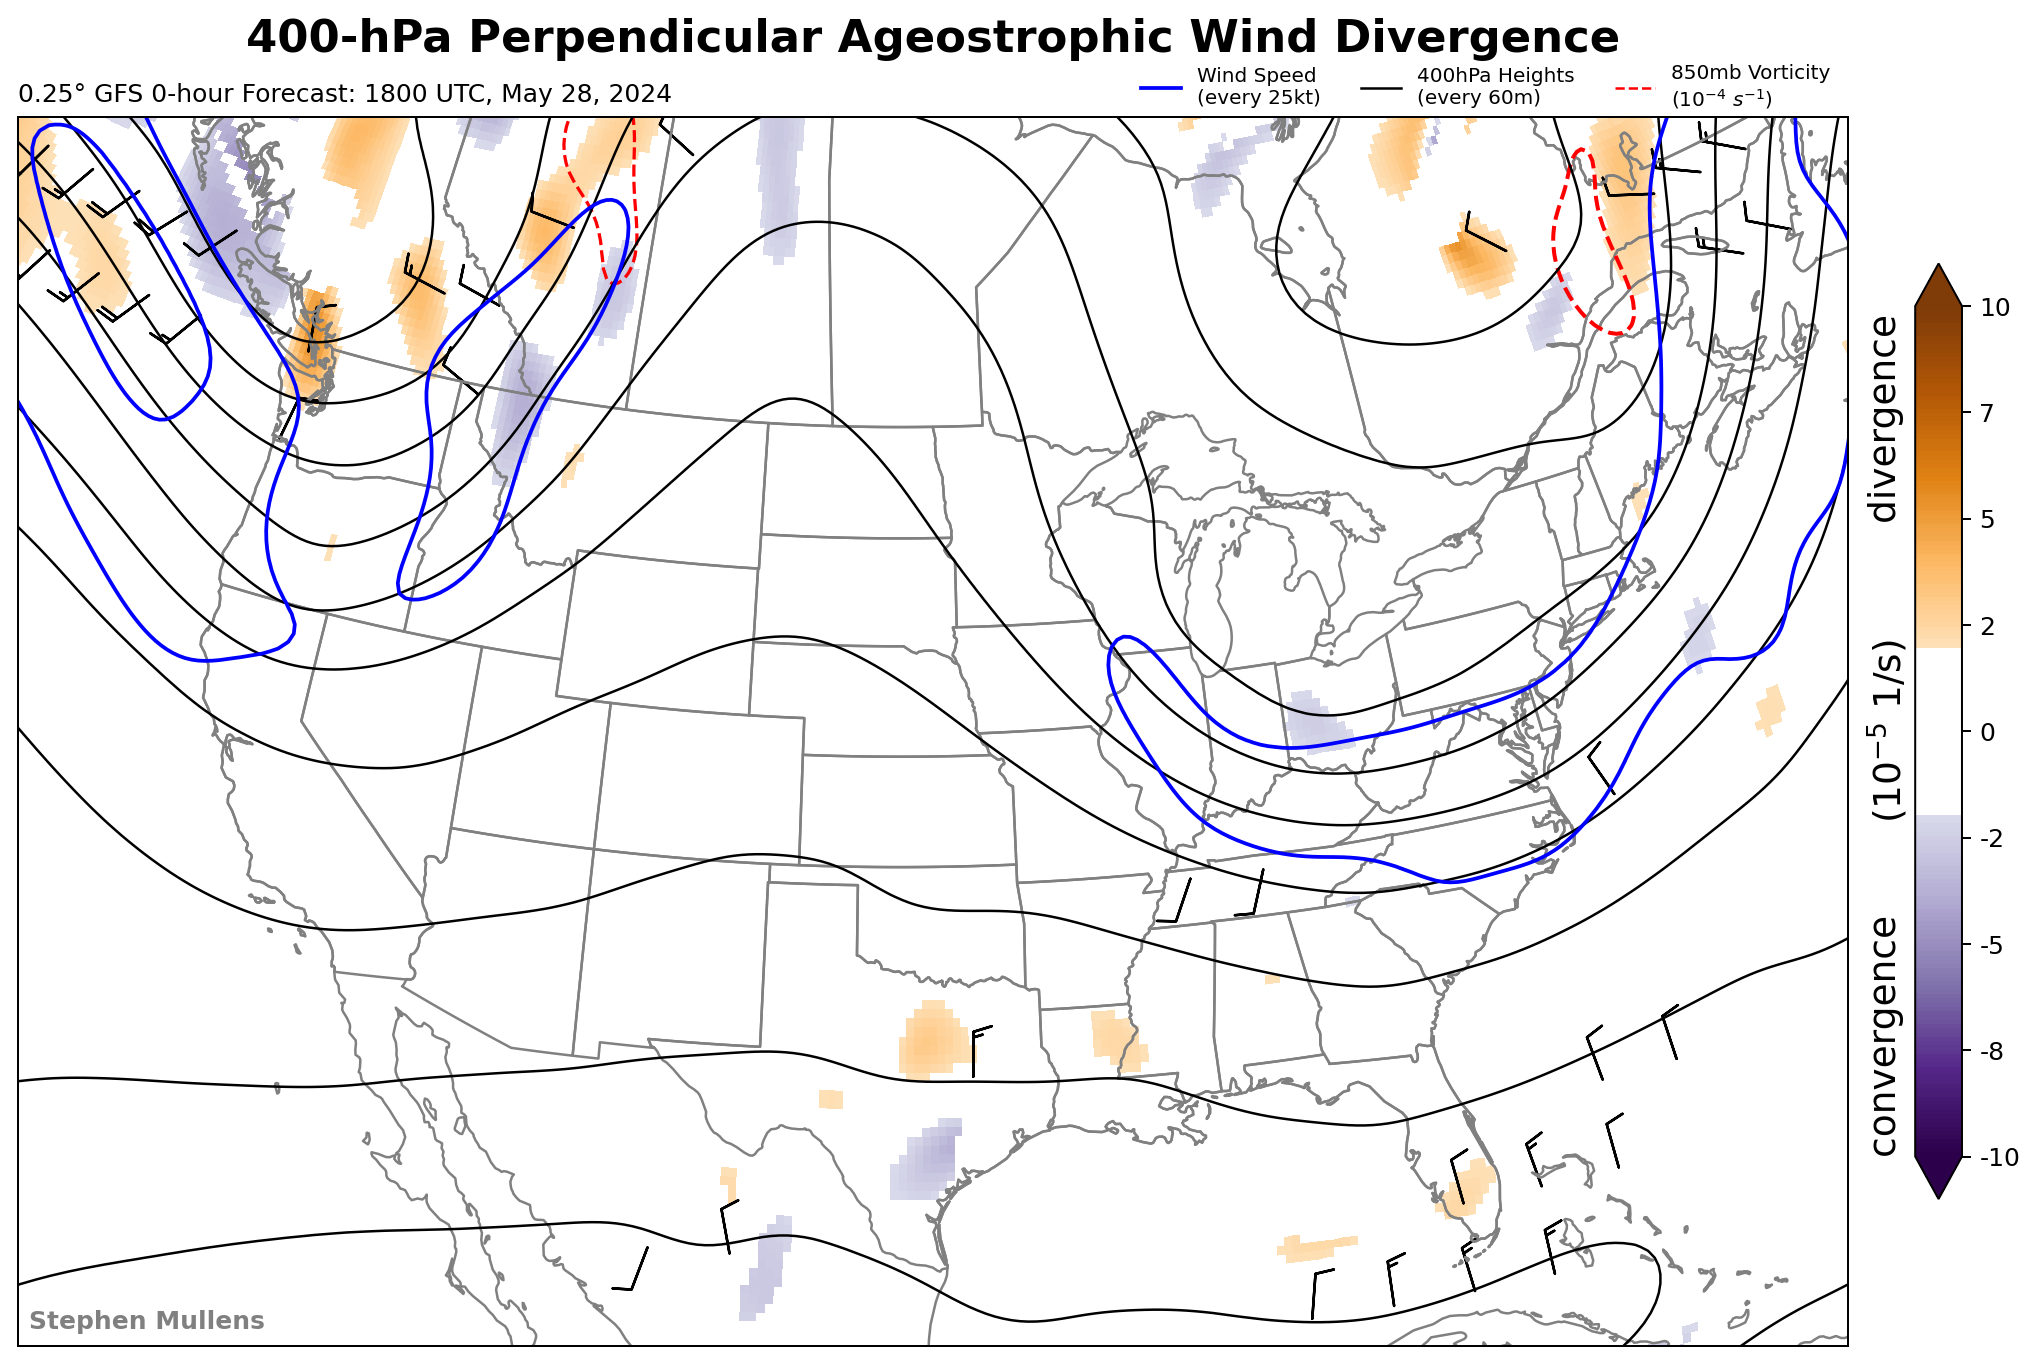 400-hPa Perpendicular Ageostrophic Wind Divergence
0.25° GFS 0-hour Forecast: 1800 UTC, May 28, 2024
Wind Speed
(every 25kt)
400hPa Heights
(every 60m)
850mb Vorticity
(10⁻⁴ s⁻¹)
10
7
5
2
0
-2
-5
-8
-10
convergence (10⁻⁵ 1/s) divergence
Stephen Mullens